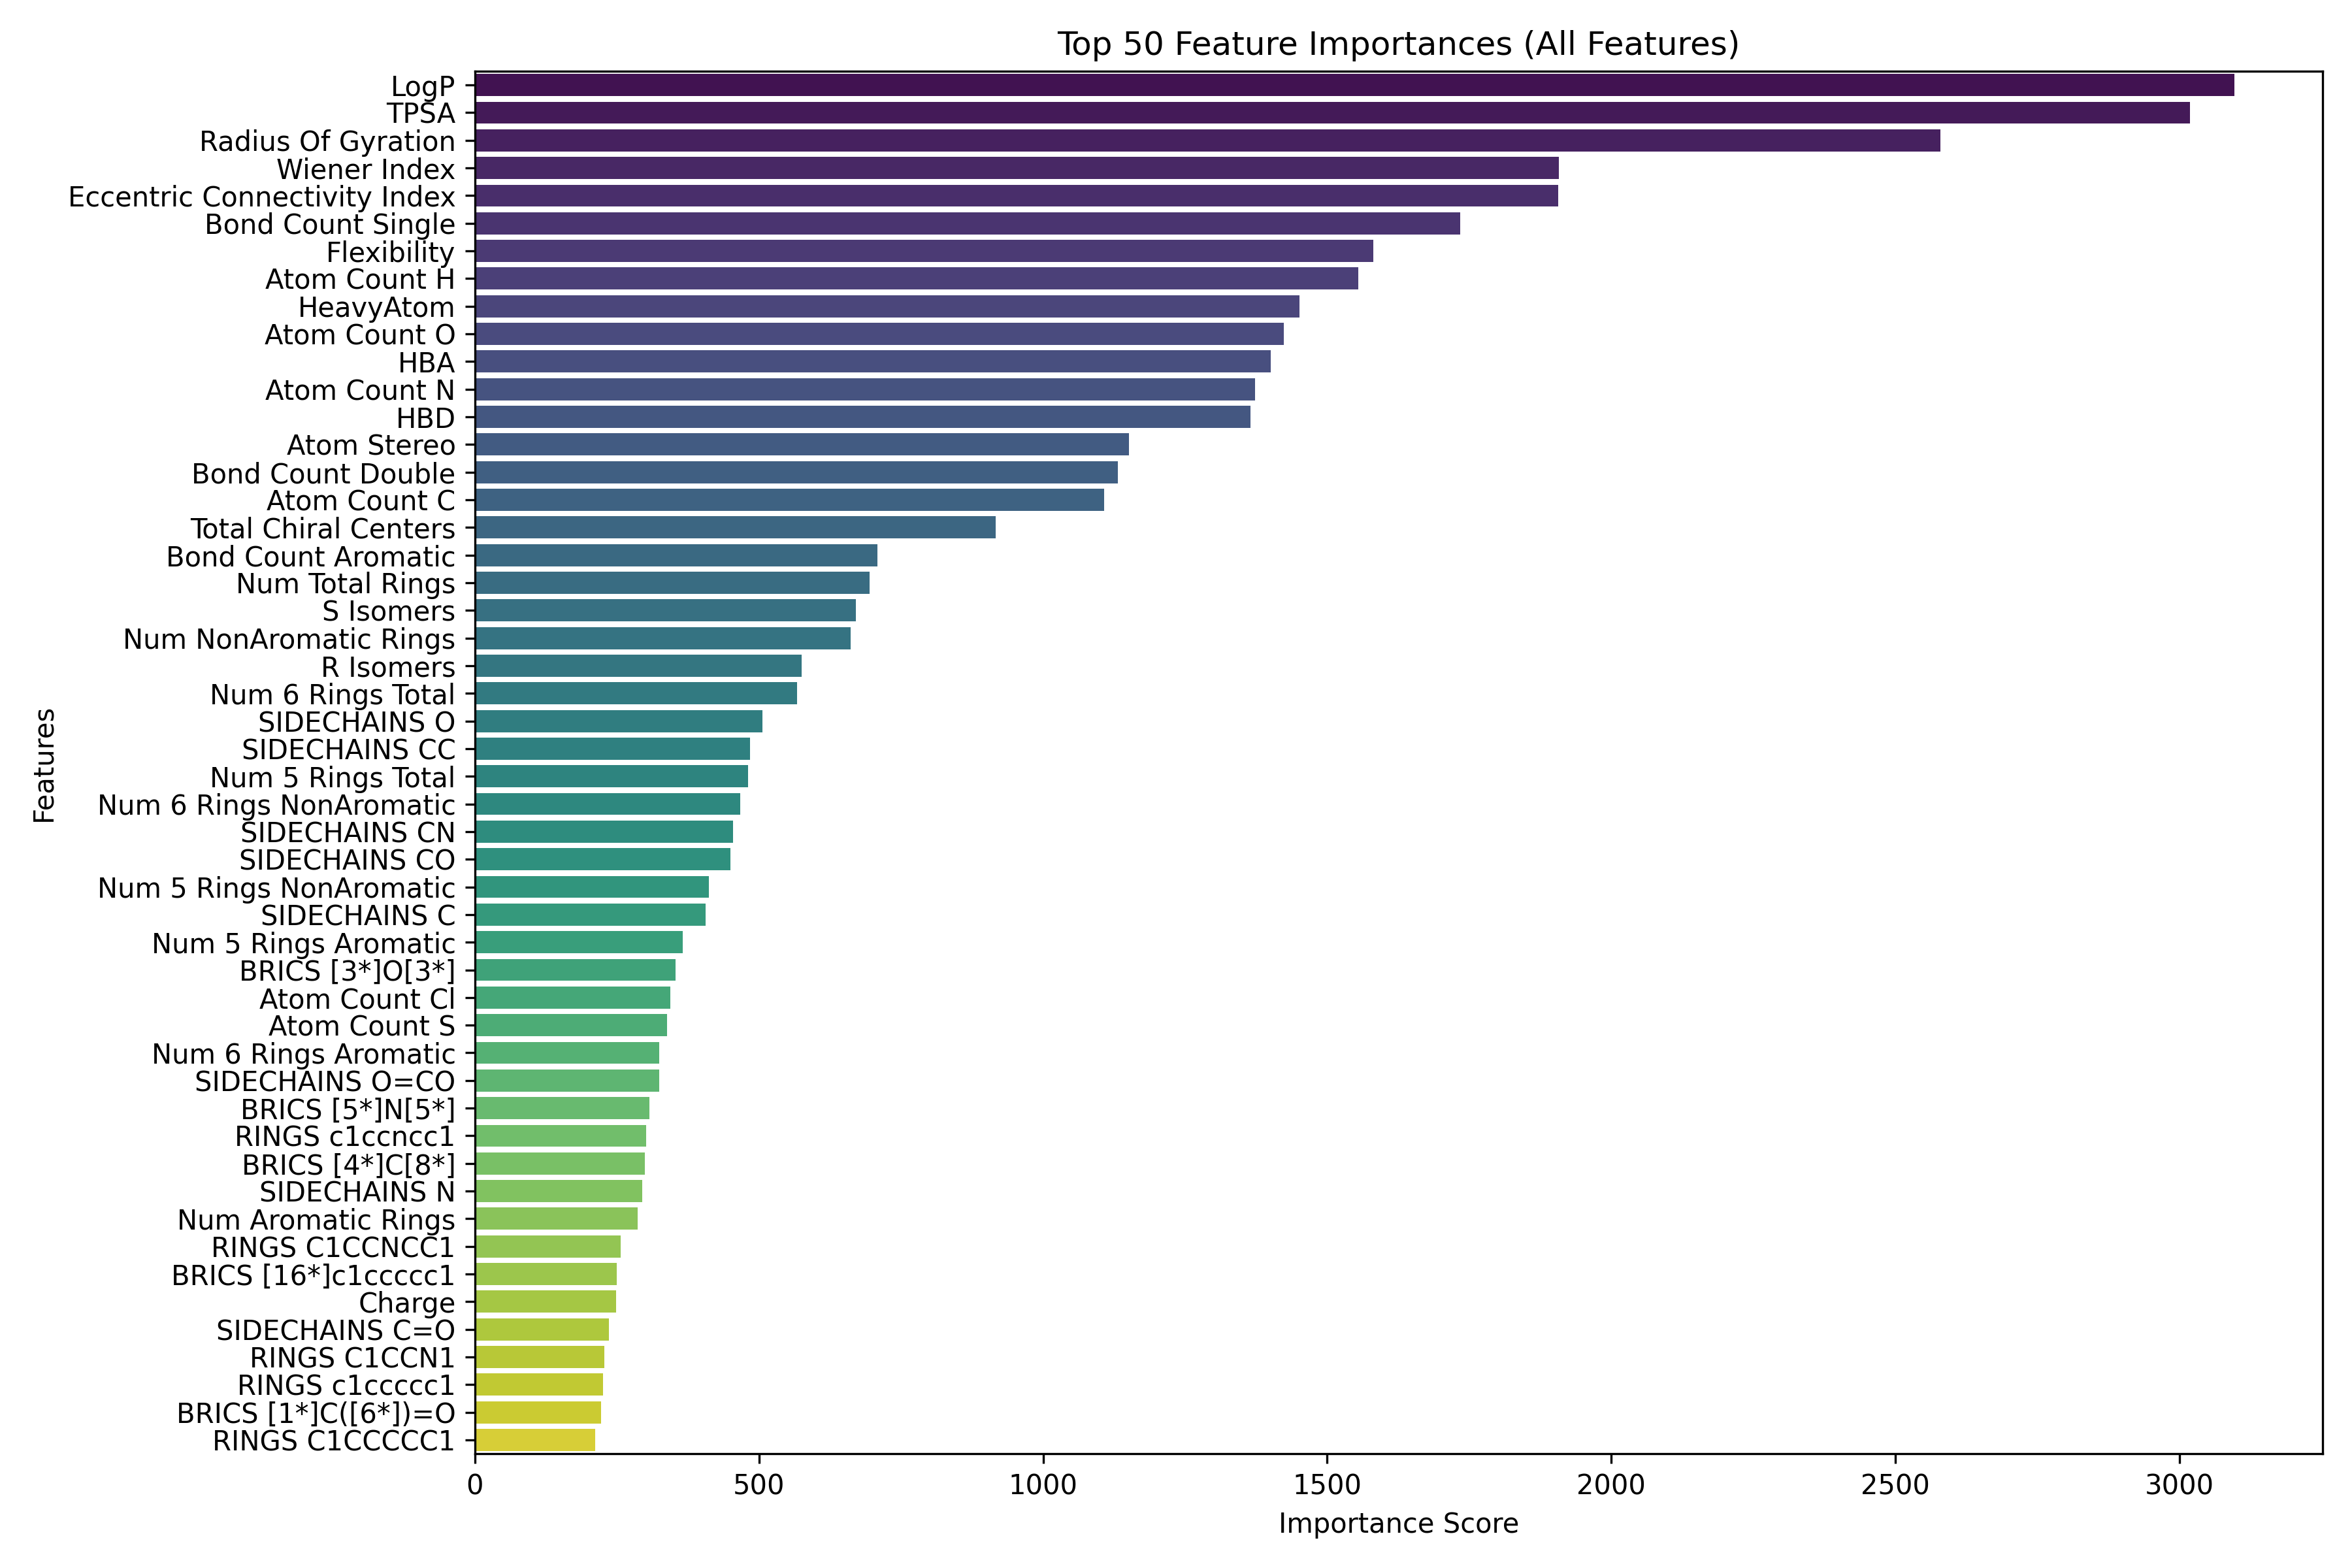 Top 50 Feature Importances (All Features)
LogP
TPSA
Radius Of Gyration
Wiener Index
Eccentric Connectivity Index
Bond Count Single
Flexibility
Atom Count H
HeavyAtom
Atom Count O
HBA
Atom Count N
HBD
Atom Stereo
Bond Count Double
Atom Count C
Total Chiral Centers
Bond Count Aromatic
Num Total Rings
S Isomers
Num NonAromatic Rings
R Isomers
Num 6 Rings Total
SIDECHAINS O
SIDECHAINS CC
Num 5 Rings Total
Num 6 Rings NonAromatic
SIDECHAINS CN
SIDECHAINS CO
Num 5 Rings NonAromatic
SIDECHAINS C
Num 5 Rings Aromatic
BRICS [3*]O[3*]
Atom Count Cl
Atom Count S
Num 6 Rings Aromatic
SIDECHAINS O=CO
BRICS [5*]N[5*]
RINGS c1ccncc1
BRICS [4*]C[8*]
SIDECHAINS N
Num Aromatic Rings
RINGS C1CCNCC1
BRICS [16*]c1ccccc1
Charge
SIDECHAINS C=O
RINGS C1CCN1
RINGS c1ccccc1
BRICS [1*]C([6*])=O
RINGS C1CCCCC1
Features
0 500 1000 1500 2000 2500 3000
Importance Score